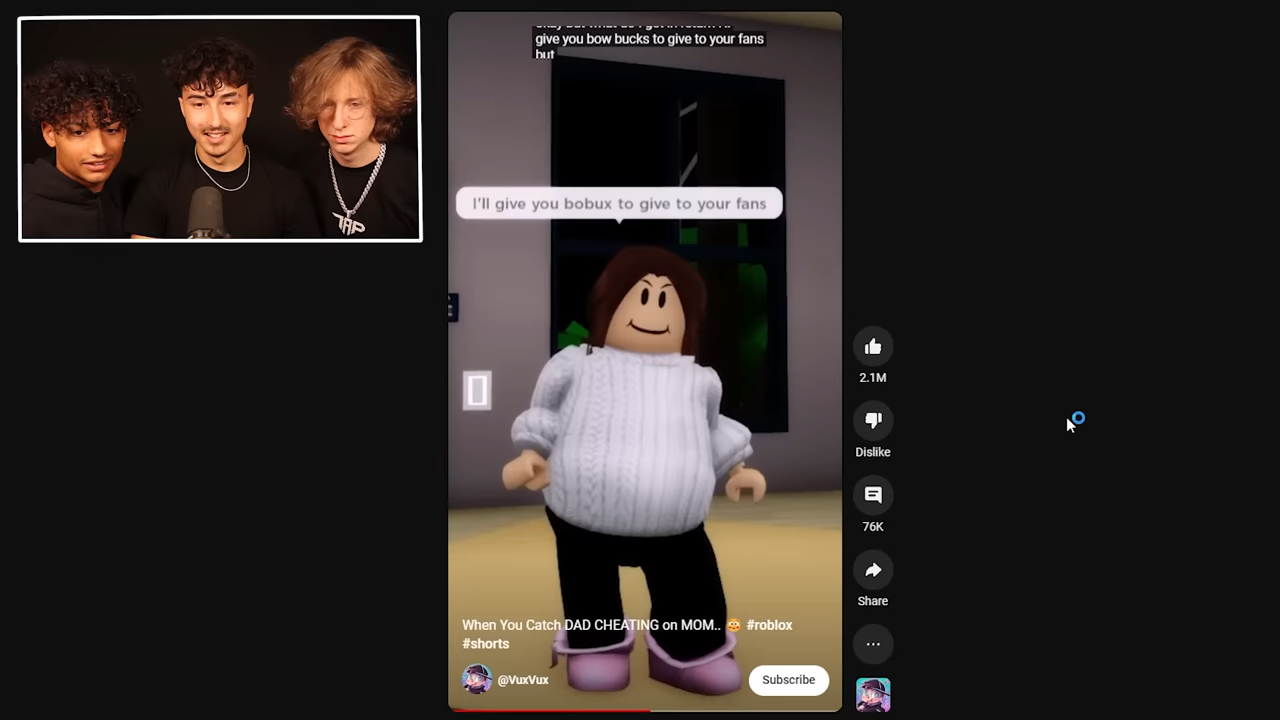 give you bow bucks to give to your fans
but
I'll give you bobux to give to your fans
2.1M
Dislike
76K
Share
When You Catch DAD CHEATING on MOM.. 😳 #roblox
#shorts
@VuxVux
Subscribe